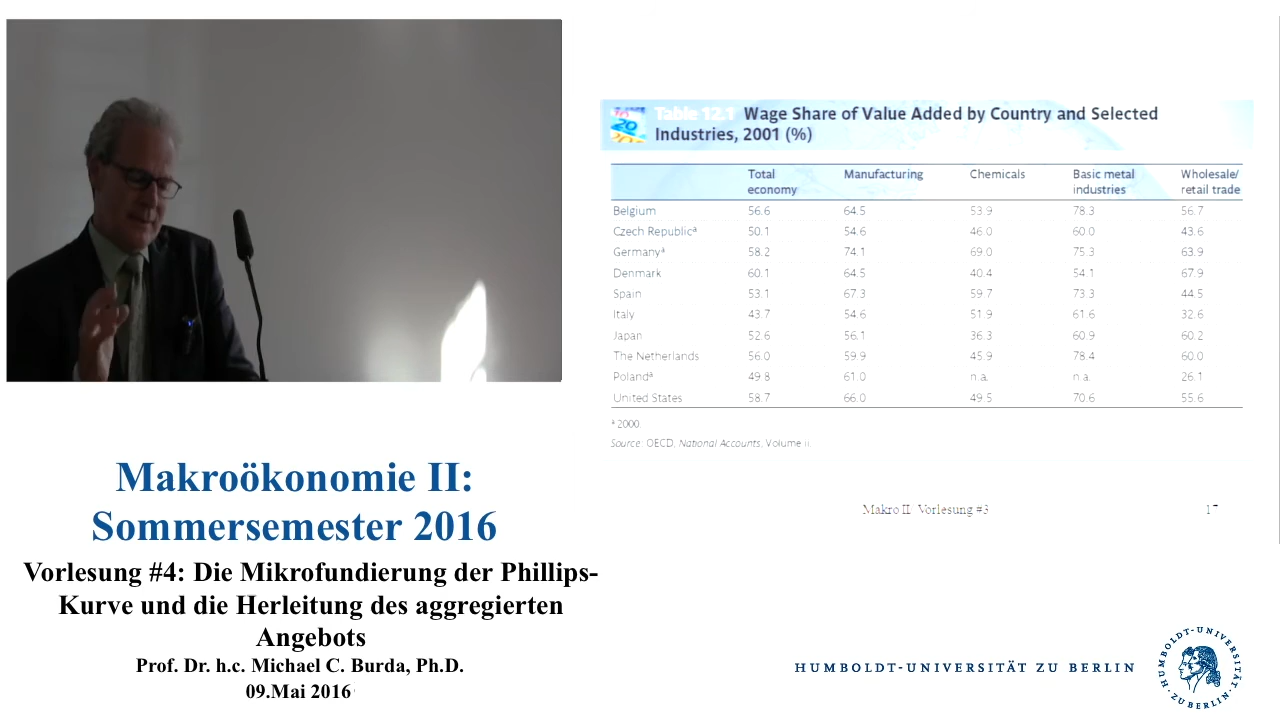 Table 12.1 Wage Share of Value Added by Country and Selected
Industries, 2001 (%)
Total economy Manufacturing Chemicals Basic metal industries Wholesale/ retail trade
Belgium 56.6 64.5 53.9 78.3 56.7
Czech Republicª 50.1 54.6 46.0 60.0 43.6
Germanyª 58.2 74.1 69.0 75.3 63.9
Denmark 60.1 64.5 40.4 54.1 67.9
Spain 53.1 67.3 59.7 73.3 44.5
Italy 43.7 54.6 51.9 61.6 32.6
Japan 52.6 56.1 36.3 60.9 60.2
The Netherlands 56.0 59.9 45.9 78.4 60.0
Polandª 49.8 61.0 n.a. n.a. 26.1
United States 58.7 66.0 49.5 70.6 55.6
ª 2000.
Source: OECD, National Accounts, Volume II.
Makro II: Vorlesung #3 17
Makroökonomie II:
Sommersemester 2016
Vorlesung #4: Die Mikrofundierung der Phillips-
Kurve und die Herleitung des aggregierten
Angebots
Prof. Dr. h.c. Michael C. Burda, Ph.D.
09.Mai 2016
HUMBOLDT-UNIVERSITÄT ZU BERLIN
HUMBOLDT-UNIVERSITÄT ZU BERLIN